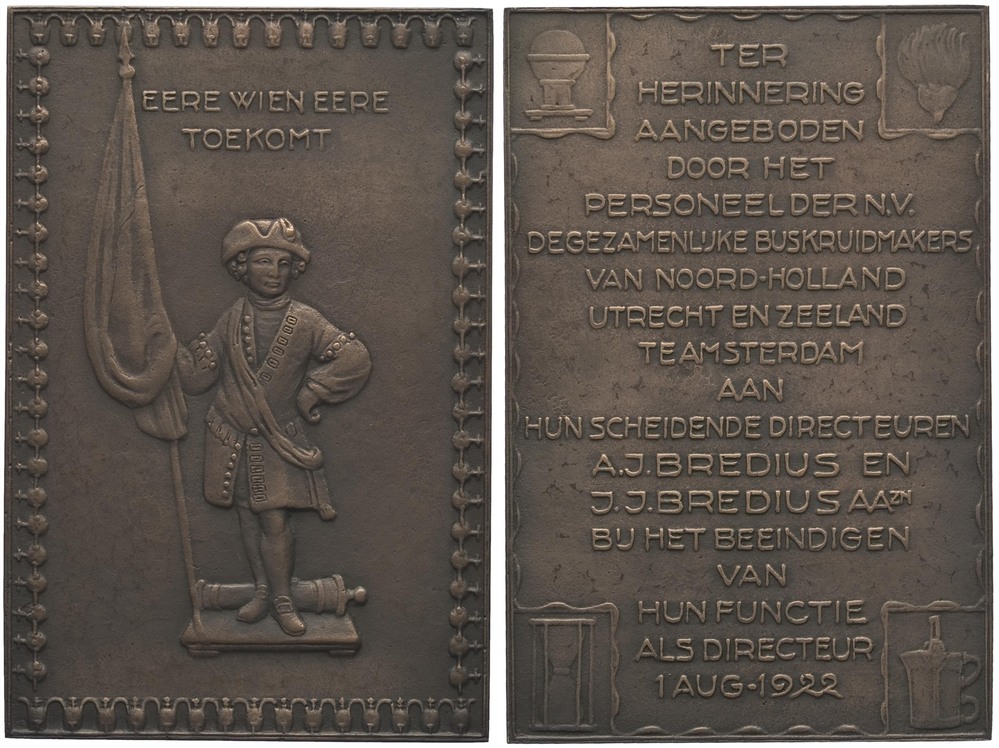 EERE WIEN EERE
TOEKOMT
TER
HERINNERING
AANGEBODEN
DOOR HET
PERSONEEL DER N.V.
DE GEZAMENLIJKE BUSKRUIDMAKERS
VAN NOORD-HOLLAND
UTRECHT EN ZEELAND
TE AMSTERDAM
AAN
HUN SCHEIDENDE DIRECTEUREN
A.J. BREDIUS EN
J.J. BREDIUS AAZN
BIJ HET BEEINDIGEN
VAN
HUN FUNCTIE
ALS DIRECTEUR
1 AUG-1922